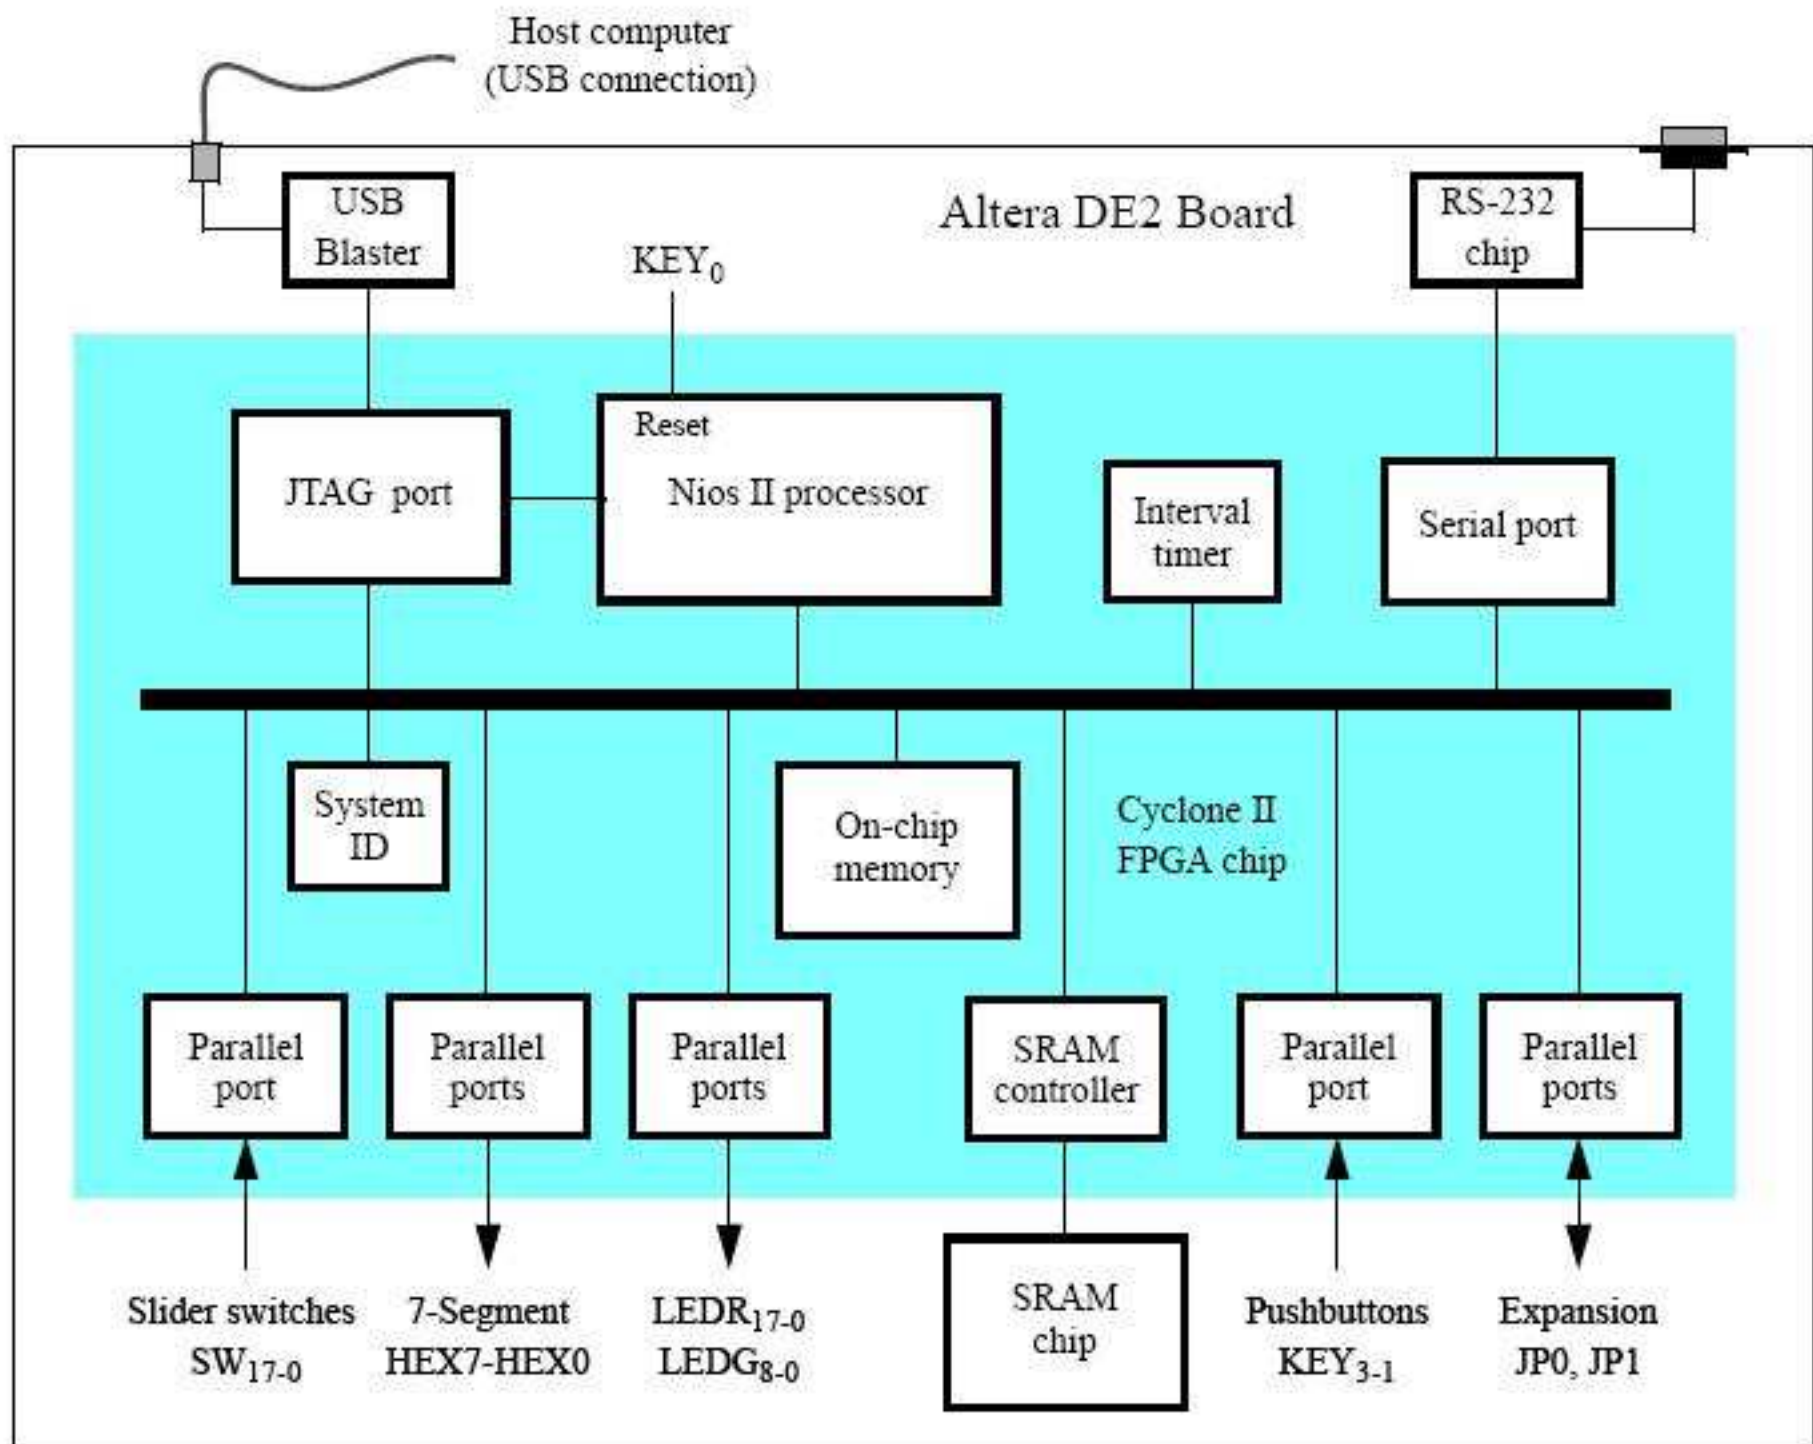 Host computer
(USB connection)
USB
Blaster
Altera DE2 Board
RS-232
chip
KEY0
Reset
JTAG port
Nios II processor
Interval
timer
Serial port
System
ID
On-chip
memory
Cyclone II
FPGA chip
Parallel
port
Parallel
ports
Parallel
ports
SRAM
controller
Parallel
port
Parallel
ports
Slider switches
SW17-0
7-Segment
HEX7-HEX0
LEDR17-0
LEDG8-0
SRAM
chip
Pushbuttons
KEY3-1
Expansion
JP0, JP1